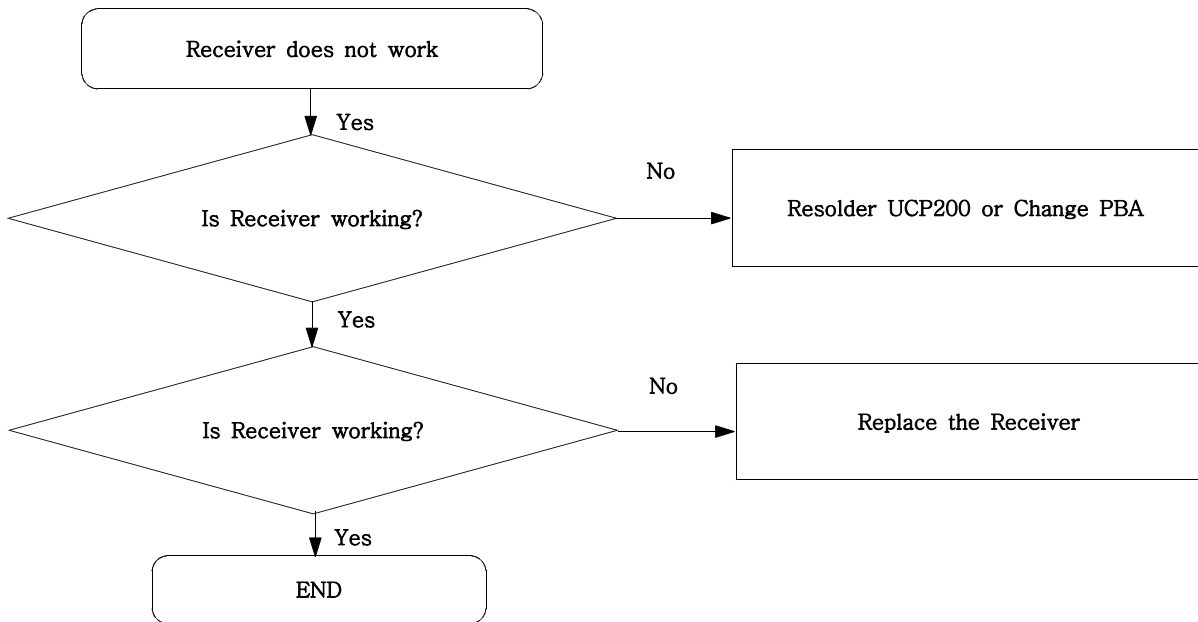 Receiver does not work
Yes
Is Receiver working?
No
Resolder UCP200 or Change PBA
Yes
Is Receiver working?
No
Replace the Receiver
Yes
END